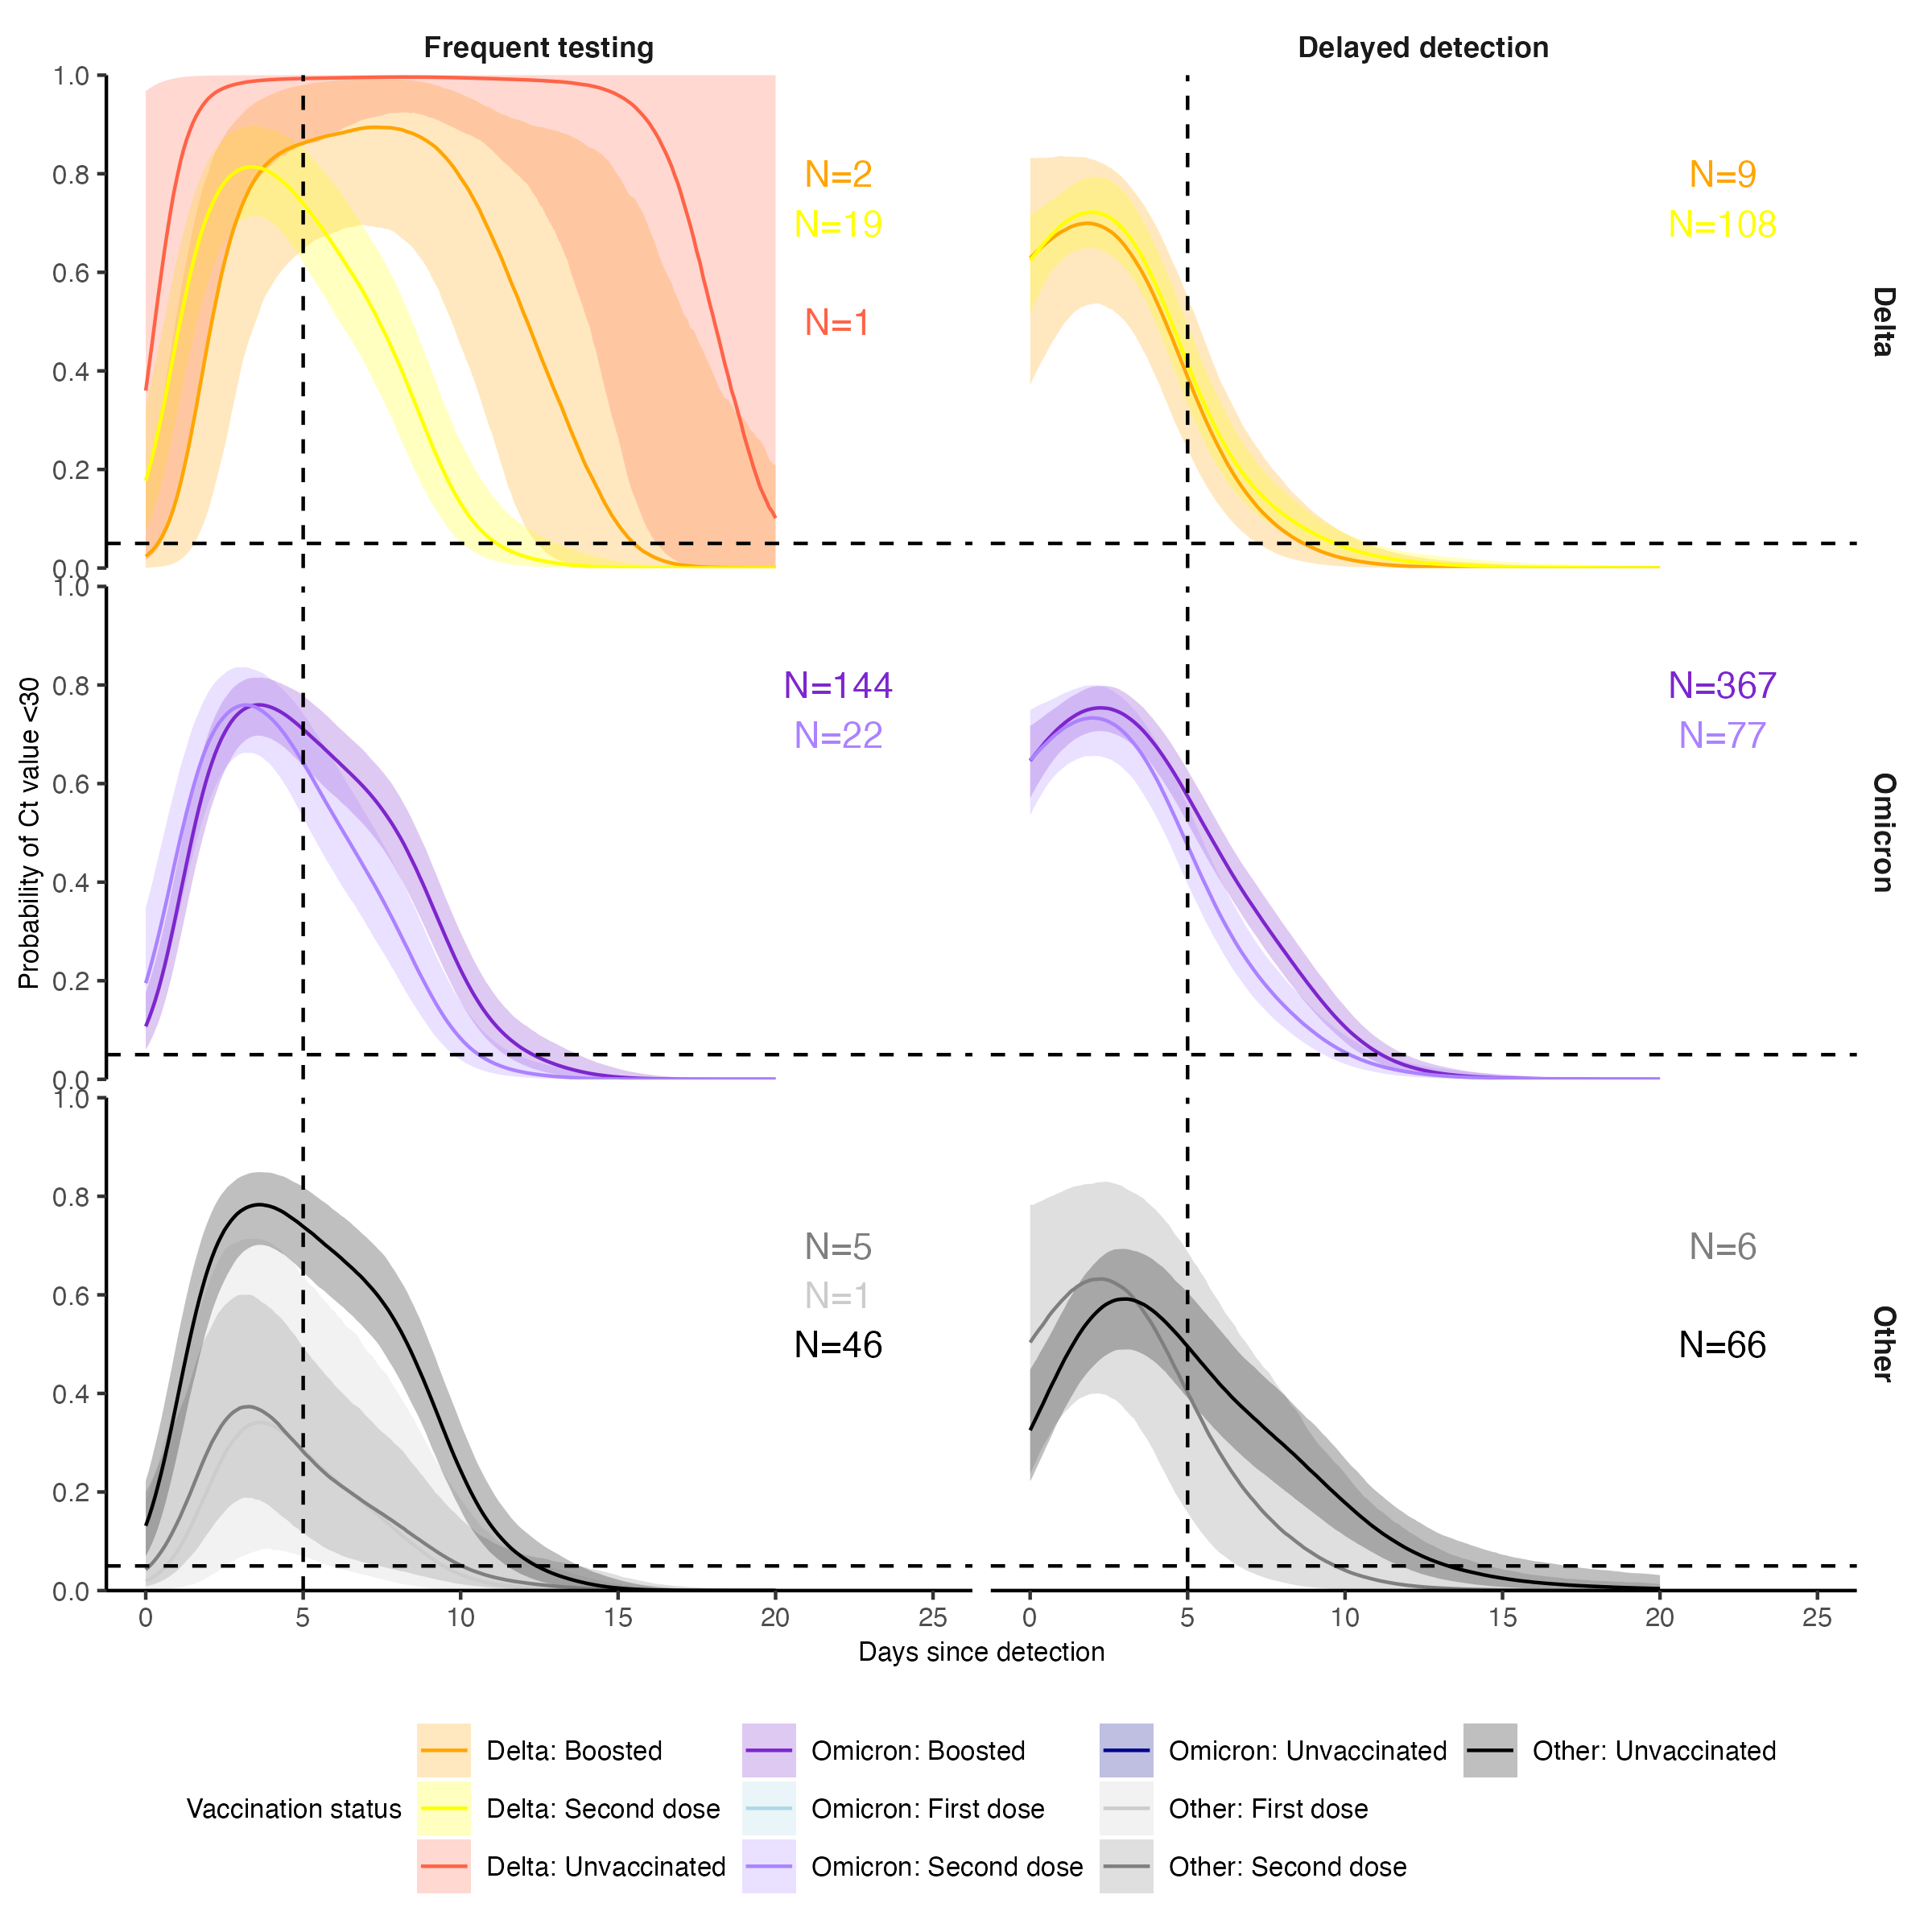 Frequent testing
Delayed detection
1.0
0.8
0.6
0.4
0.2
0.0
N=2
N=19
N=1
N=9
N=108
Delta
1.0
0.8
0.6
0.4
0.2
0.0
N=144
N=22
N=367
N=77
Omicron
Probability of Ct value <30
1.0
0.8
0.6
0.4
0.2
0.0
N=5
N=1
N=46
N=6
N=66
Other
0 5 10 15 20 25
0 5 10 15 20 25
Days since detection
Vaccination status
Delta: Boosted
Delta: Second dose
Delta: Unvaccinated
Omicron: Boosted
Omicron: First dose
Omicron: Second dose
Omicron: Unvaccinated
Other: First dose
Other: Second dose
Other: Unvaccinated